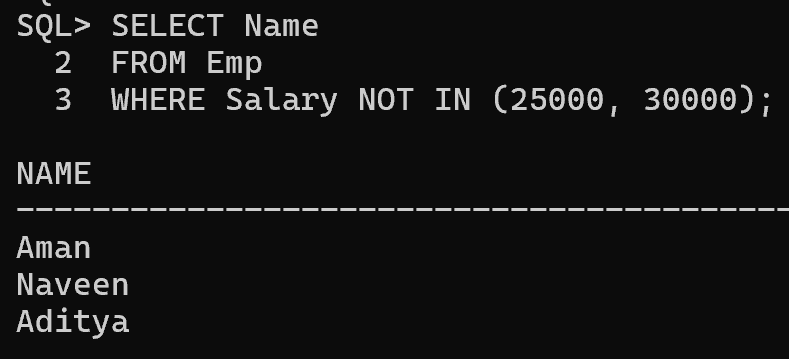 SQL> SELECT Name
  2  FROM Emp
  3  WHERE Salary NOT IN (25000, 30000);
NAME
-----------------------------------------
Aman
Naveen
Aditya